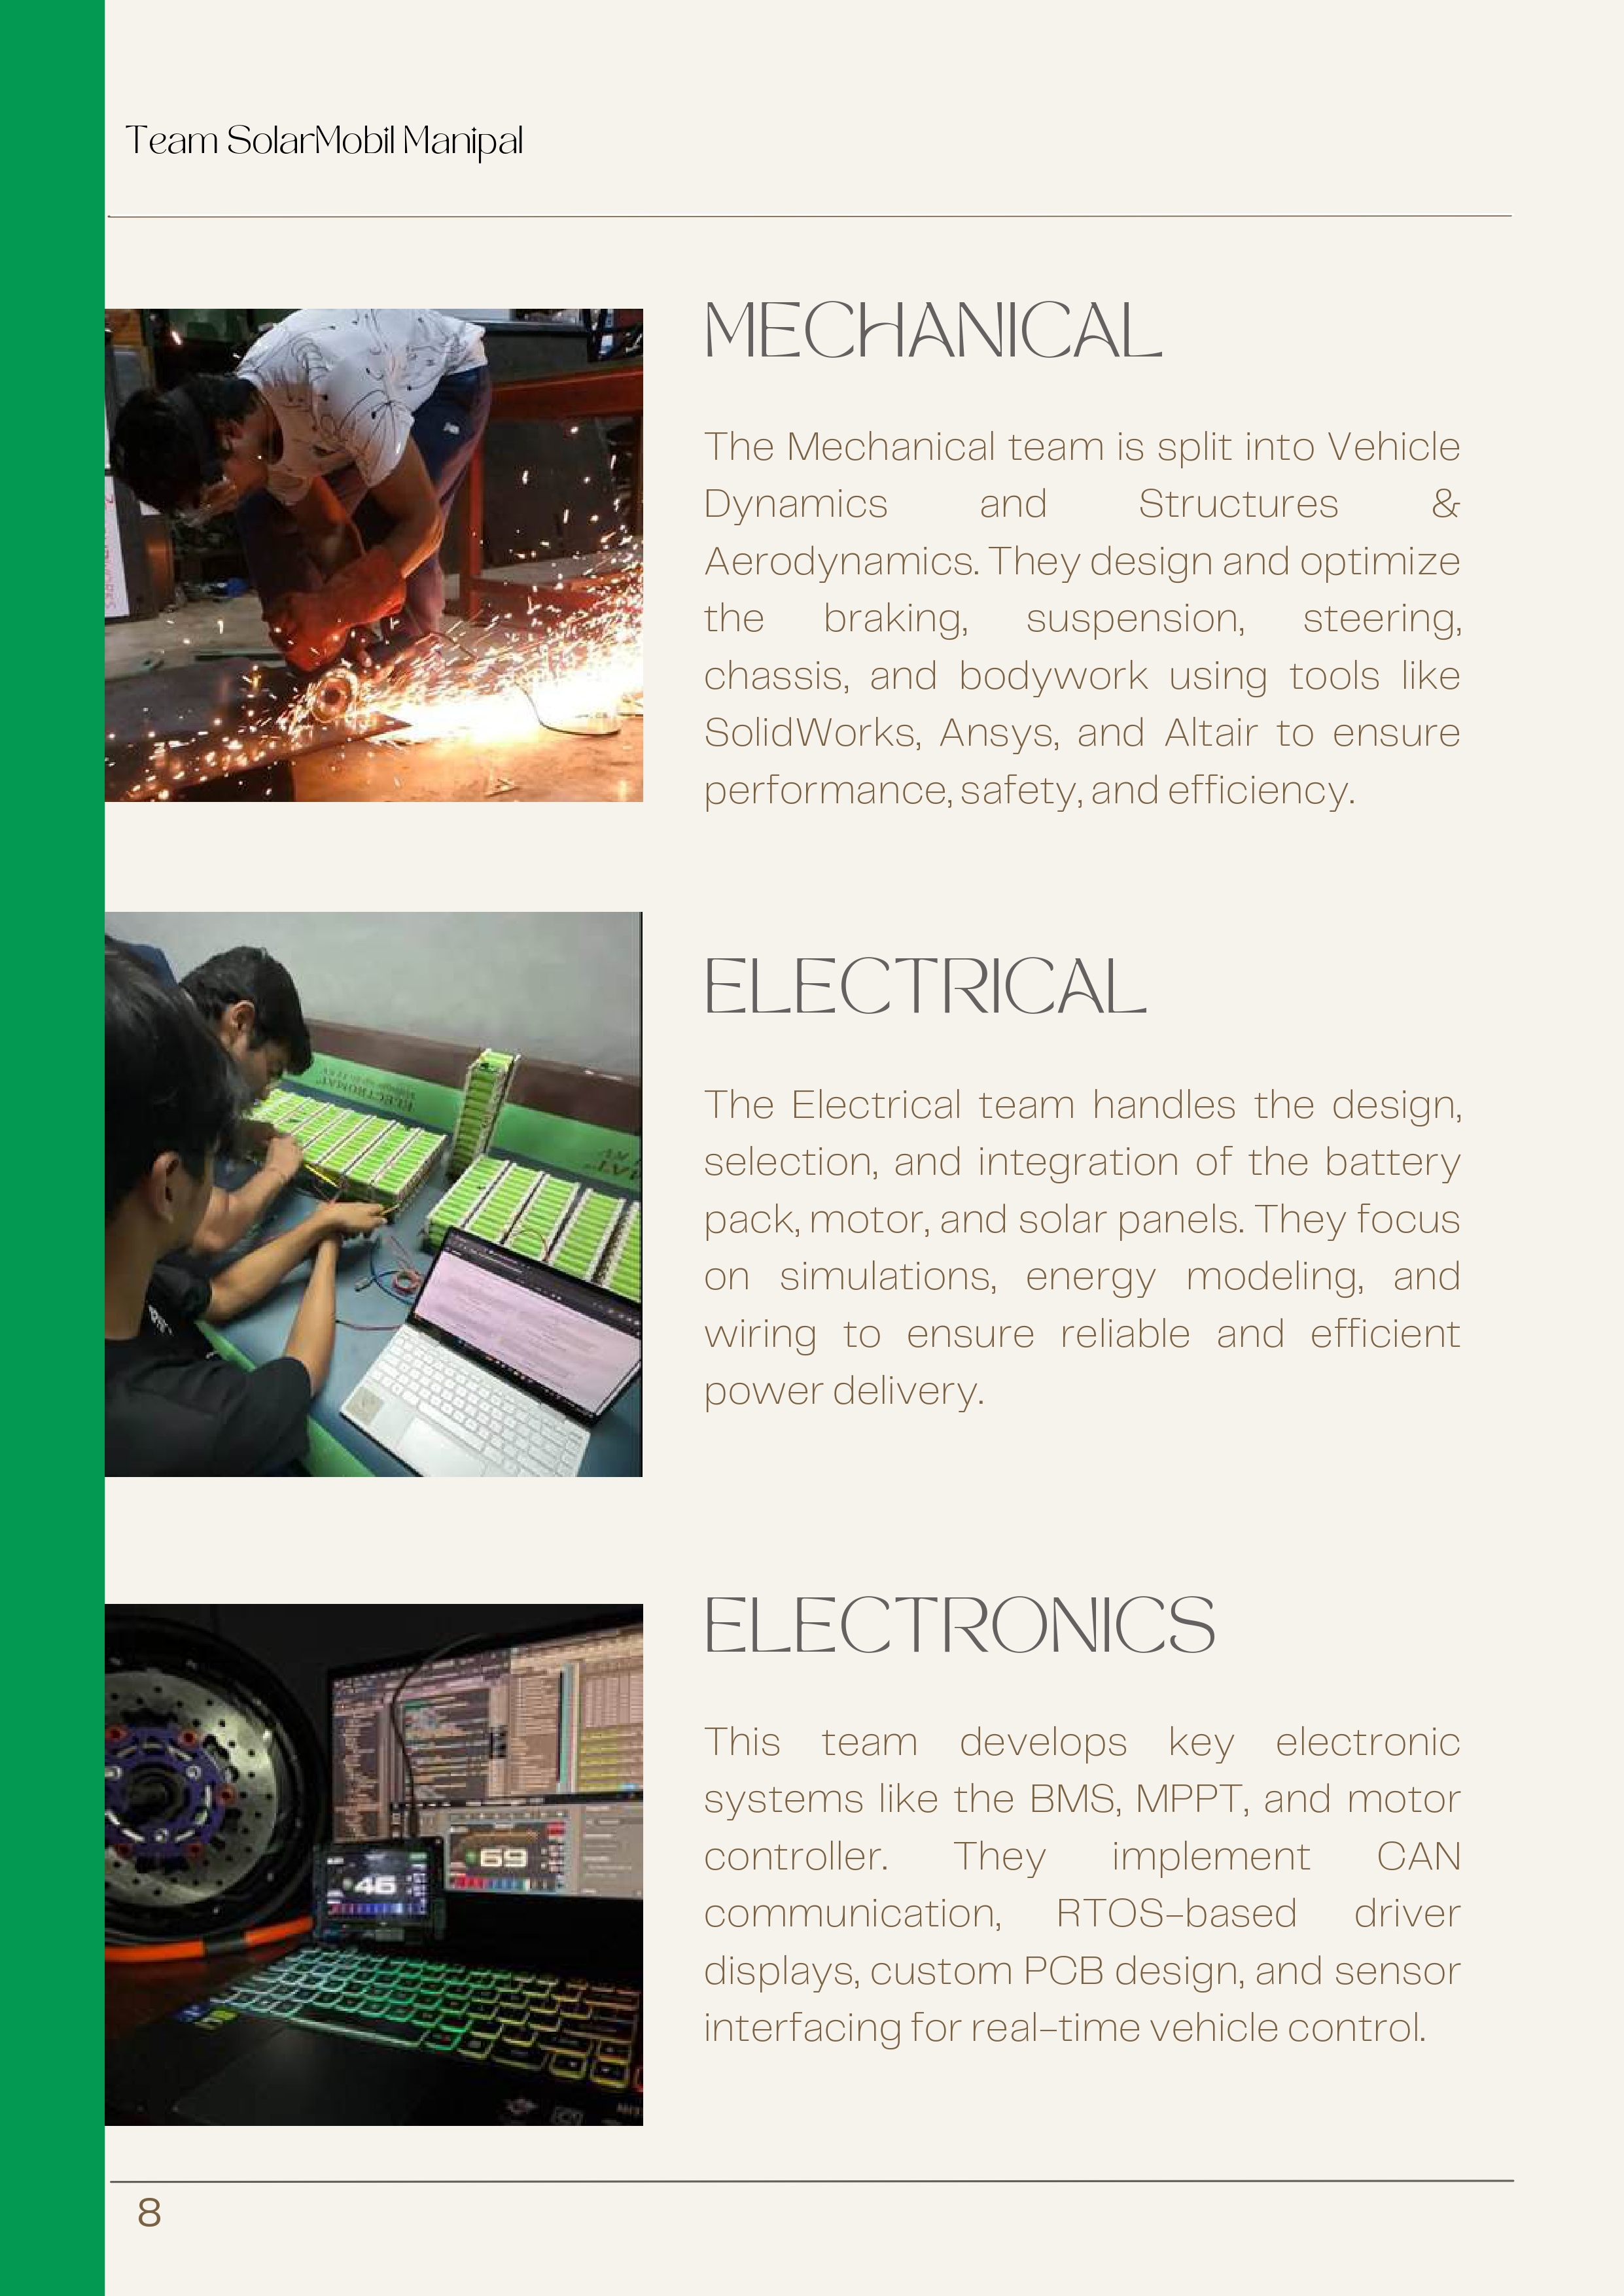 Team SolarMobil Manipal
MECHANICAL
The Mechanical team is split into Vehicle
Dynamics and Structures &
Aerodynamics. They design and optimize
the braking, suspension, steering,
chassis, and bodywork using tools like
SolidWorks, Ansys, and Altair to ensure
performance, safety, and efficiency.
ELECTROMAT
ELECTRICAL
The Electrical team handles the design,
selection, and integration of the battery
pack, motor, and solar panels. They focus
on simulations, energy modeling, and
wiring to ensure reliable and efficient
power delivery.
ELECTRONICS
This team develops key electronic
systems like the BMS, MPPT, and motor
controller. They implement CAN
communication, RTOS-based driver
displays, custom PCB design, and sensor
interfacing for real-time vehicle control.
69
46
8